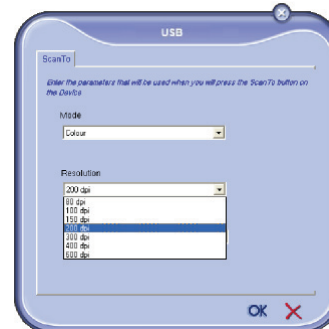 USB
ScanTo
Enter the parameters that will be used when you will press the ScanTo button on
the Device
Mode
Colour
Resolution
200 dpi
80 dpi
100 dpi
150 dpi
200 dpi
300 dpi
400 dpi
600 dpi
OK